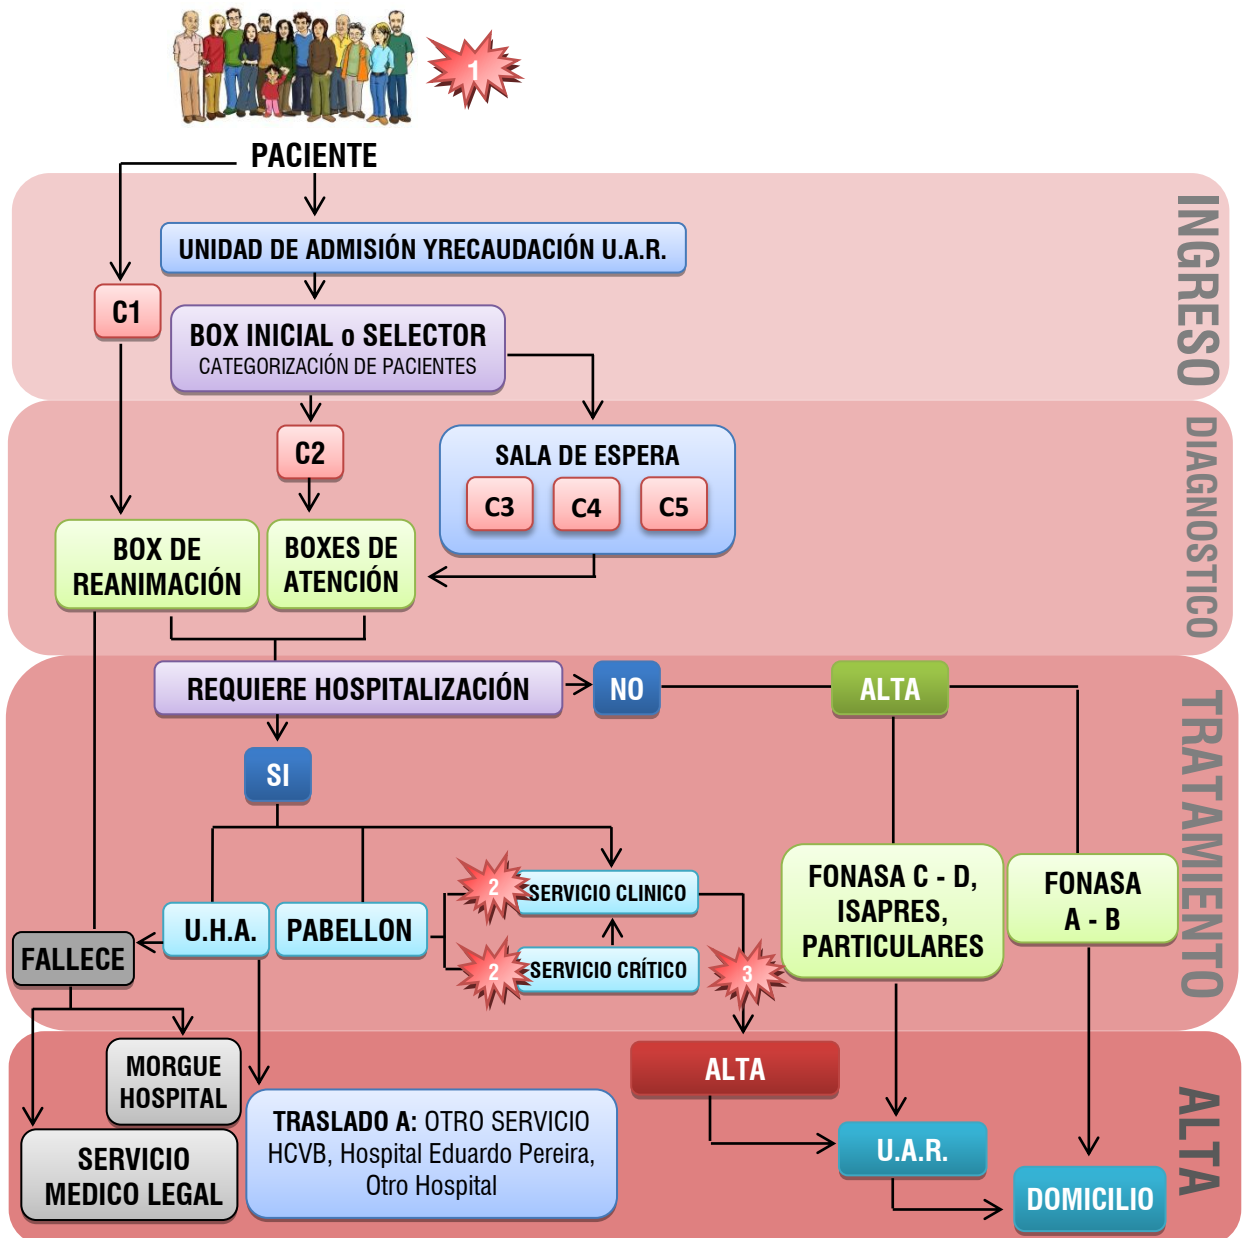 1
PACIENTE
INGRESO
UNIDAD DE ADMISIÓN YRECAUDACIÓN U.A.R.
C1
BOX INICIAL o SELECTOR
CATEGORIZACIÓN DE PACIENTES
DIAGNOSTICO
C2
SALA DE ESPERA
C3
C4
C5
BOX DE
REANIMACIÓN
BOXES DE
ATENCIÓN
TRATAMIENTO
REQUIERE HOSPITALIZACIÓN
NO
ALTA
SI
FONASA C - D,
ISAPRES,
PARTICULARES
FONASA
A - B
2
SERVICIO CLINICO
U.H.A.
PABELLON
FALLECE
2
SERVICIO CRÍTICO
3
ALTA
MORGUE
HOSPITAL
ALTA
TRASLADO A: OTRO SERVICIO
HCVB, Hospital Eduardo Pereira,
Otro Hospital
SERVICIO
MEDICO LEGAL
U.A.R.
DOMICILIO